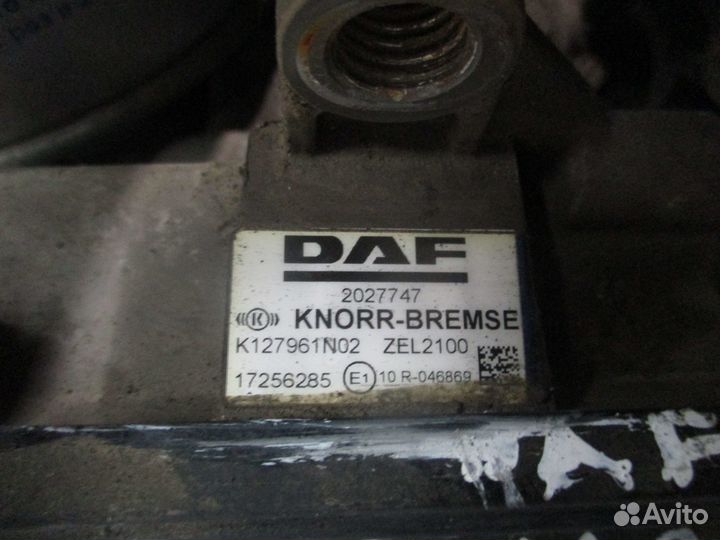 DAF
2027747
KNORR-BREMSE
K127961N02 ZEL2100
17256285 E1 10 R-046869
Avito